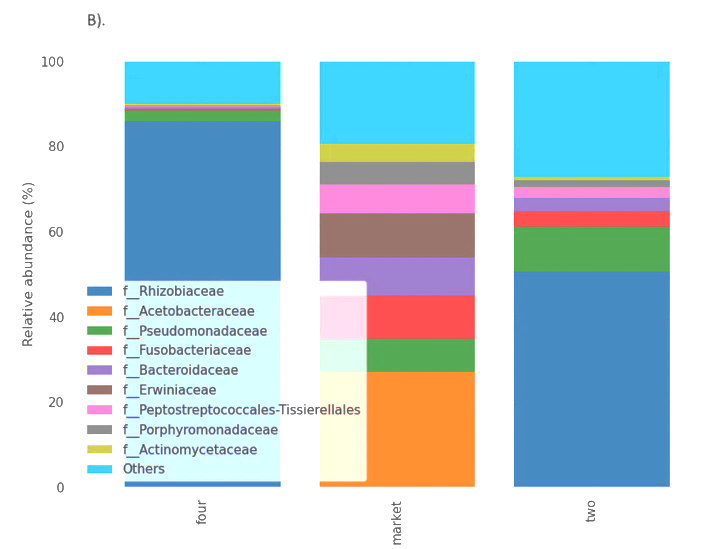 B).
100
80
60
40
20
0
Relative abundance (%)
f__Rhizobiaceae
f__Acetobacteraceae
f__Pseudomonadaceae
f__Fusobacteriaceae
f__Bacteroidaceae
f__Erwiniaceae
f__Peptostreptococcales-Tissierellales
f__Porphyromonadaceae
f__Actinomycetaceae
Others
four
market
two